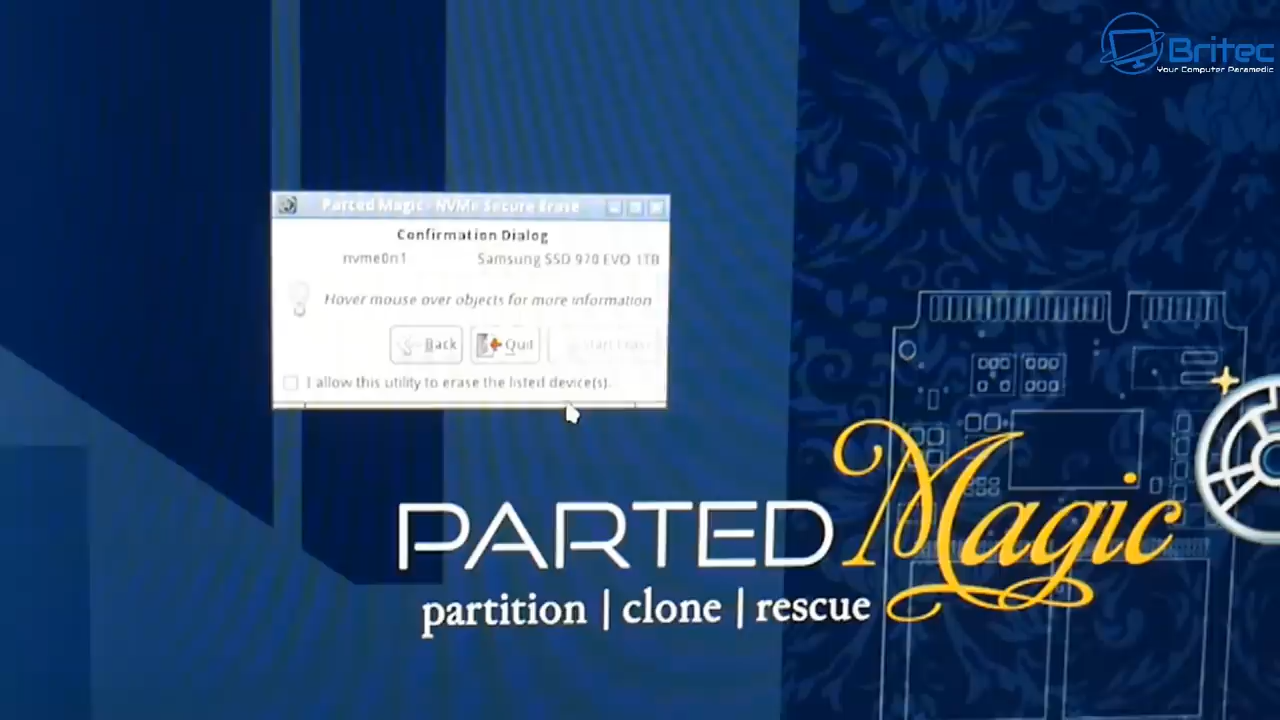 Britec
Your Computer Paramedic
Parted Magic - NVMe Secure Erase
Confirmation Dialog
nvme0n1 Samsung SSD 970 EVO 1TB
Hover mouse over objects for more information
Back Quit Start Erase
I allow this utility to erase the listed device(s).
PARTED Magic
partition | clone | rescue